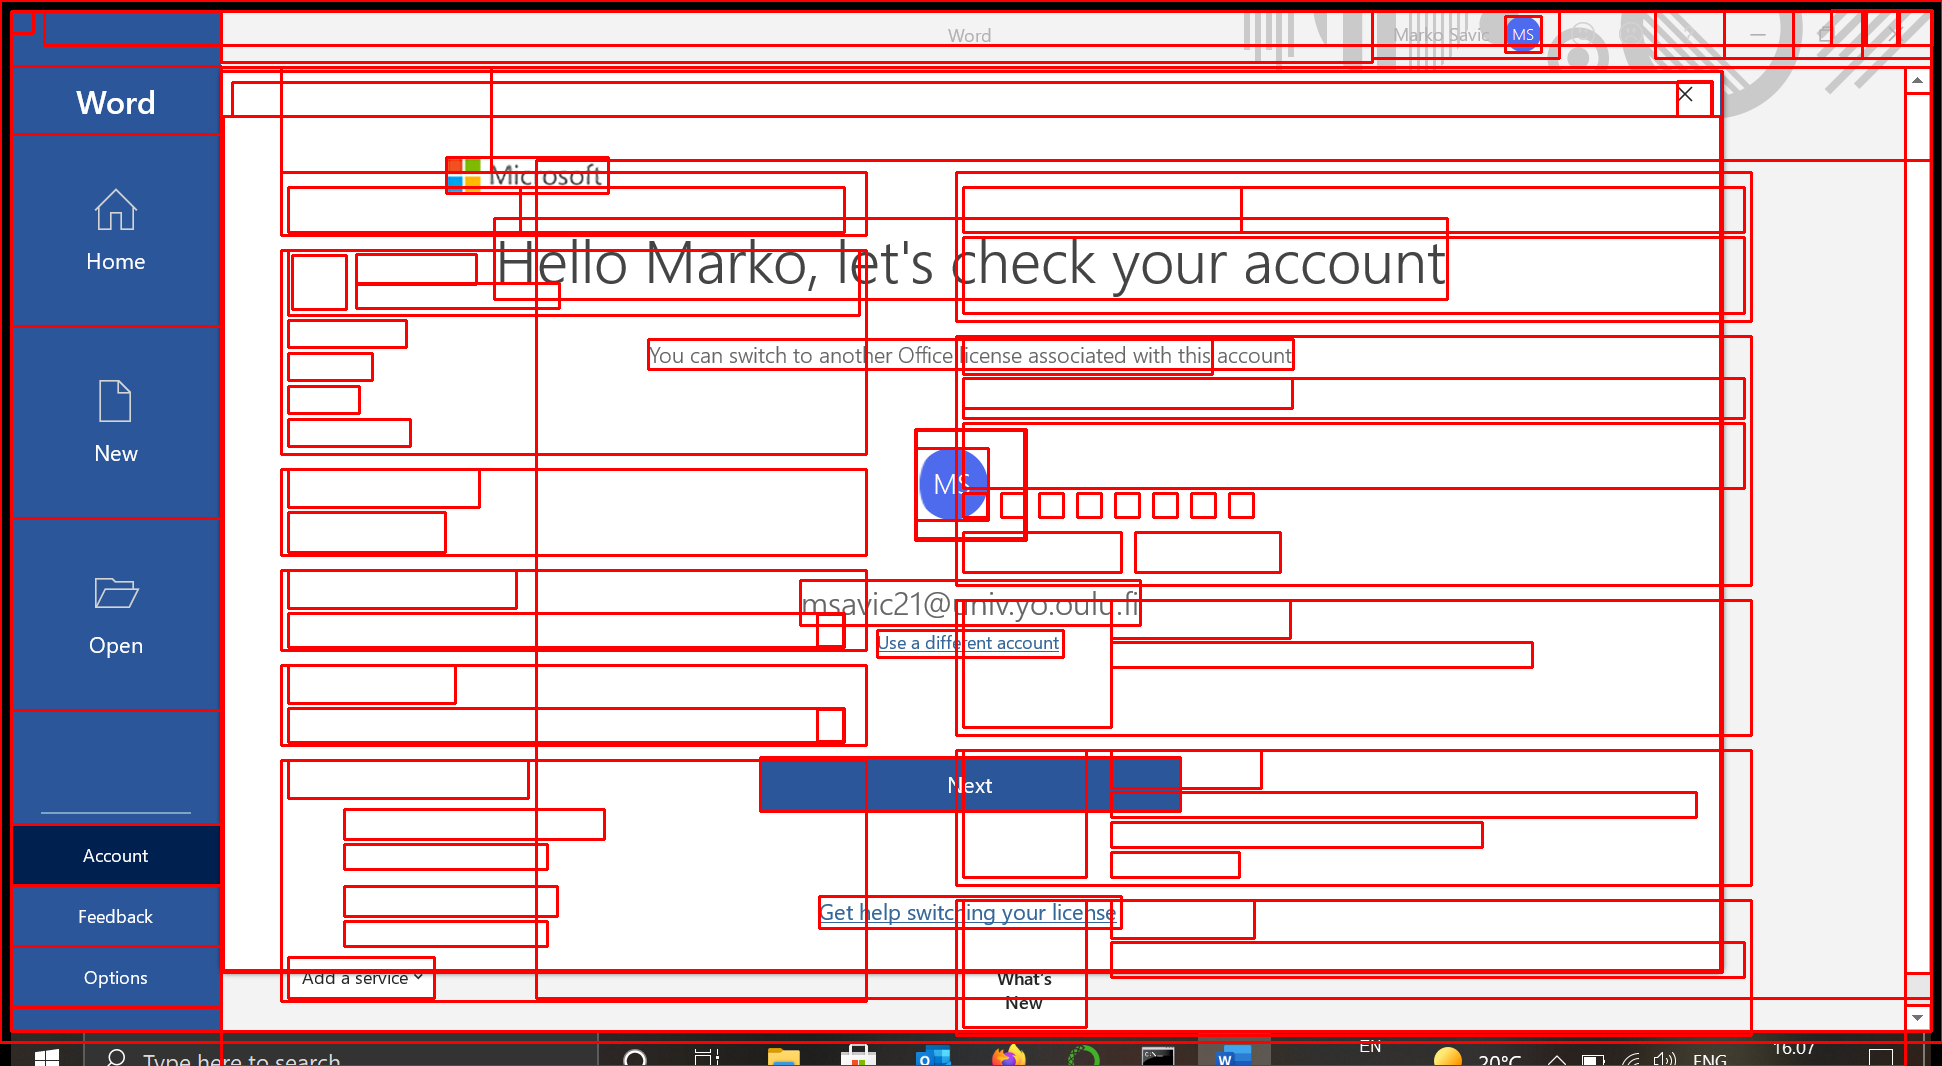 Word
Marko Savic
MS
Word
Home
New
Open
Account
Feedback
Options
Microsoft
Hello Marko, let's check your account
You can switch to another Office license associated with this account
MS
msavic21@univ.yo.oulu.fi
Use a different account
Next
Get help switching your license
Add a service
What's
New
Type here to search
EN
20°C
ENG
16.07